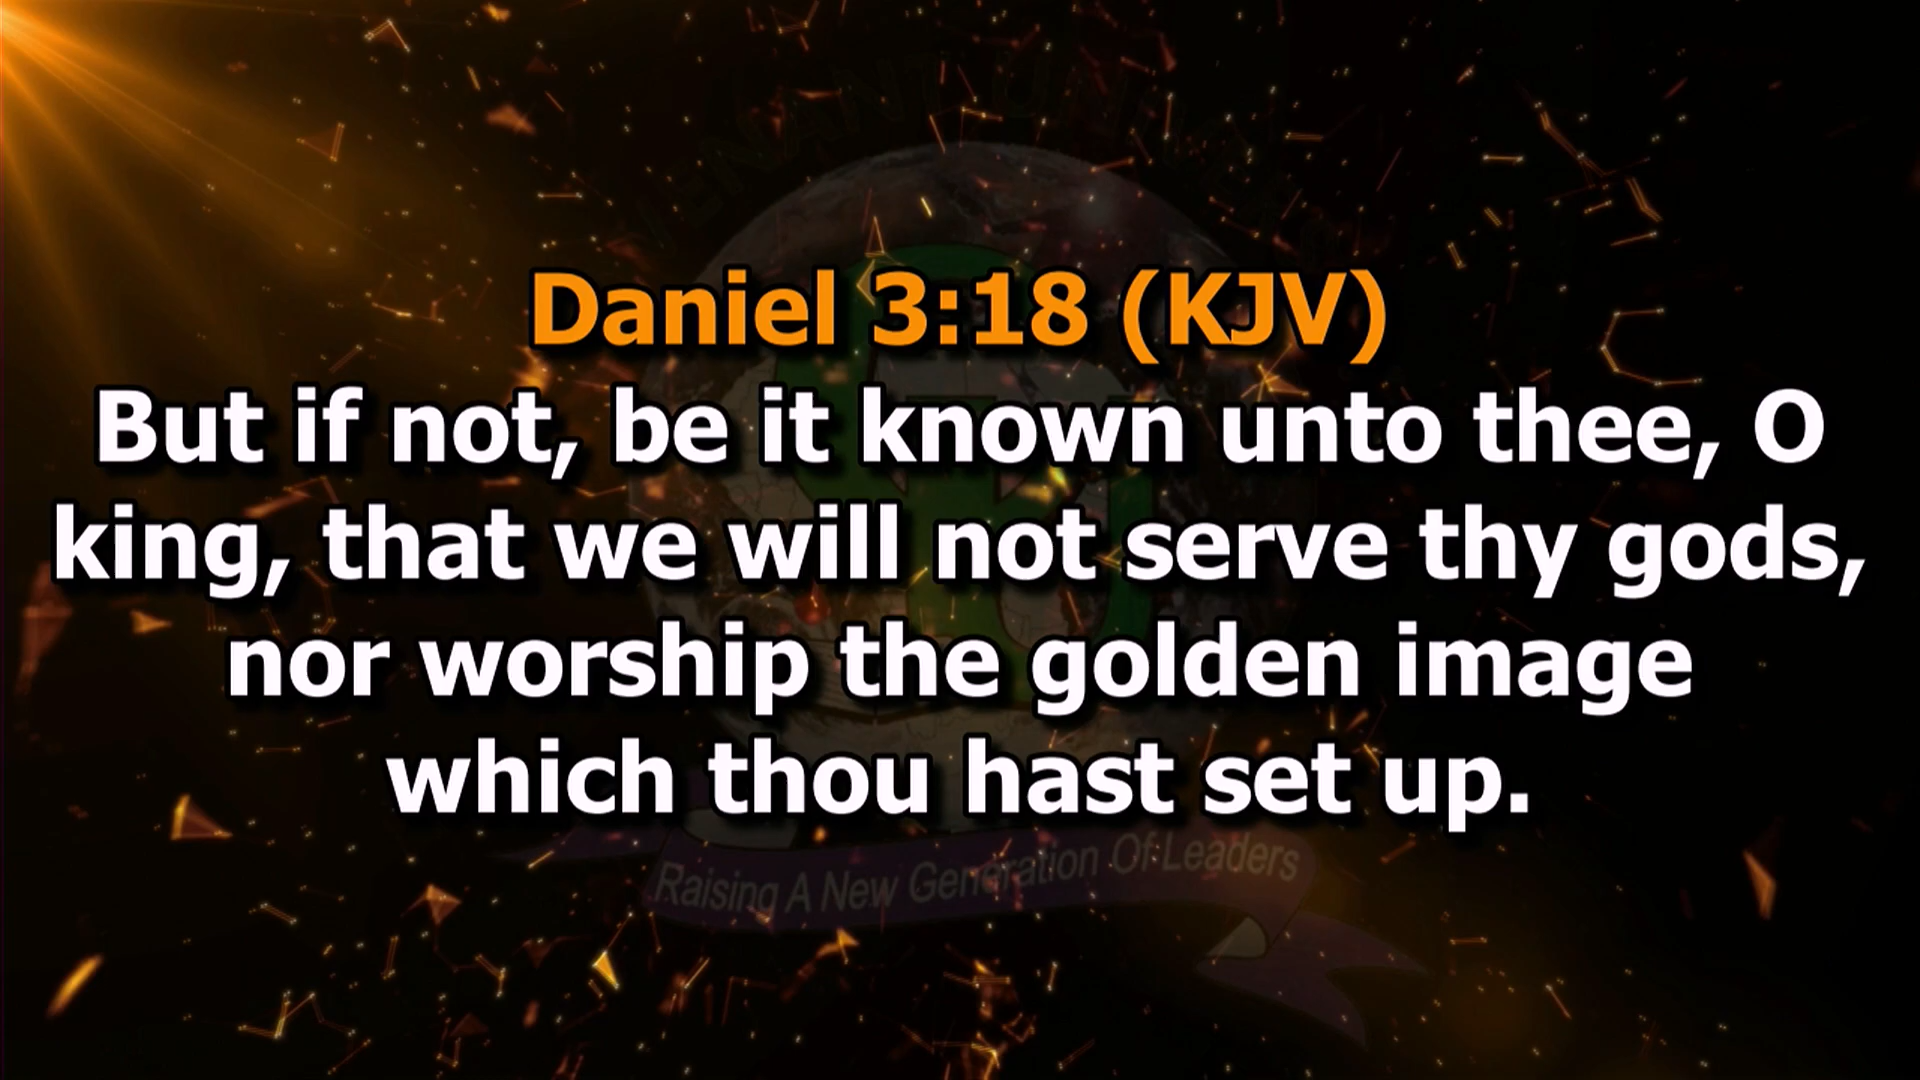 Daniel 3:18 (KJV)
But if not, be it known unto thee, O
king, that we will not serve thy gods,
nor worship the golden image
which thou hast set up.
Raising A New Generation Of Leaders